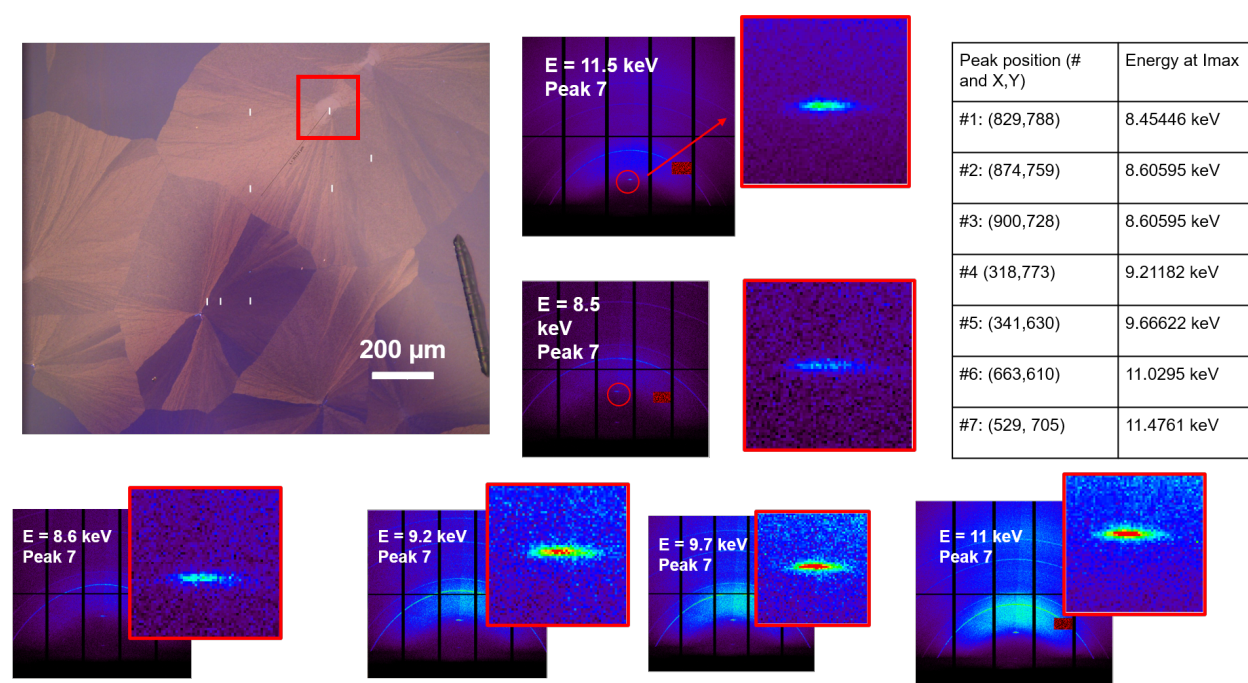 E = 11.5 keV
Peak 7
Peak position (#
and X,Y)
Energy at Imax
#1: (829,788)
8.45446 keV
#2: (874,759)
8.60595 keV
#3: (900,728)
8.60595 keV
#4 (318,773)
9.21182 keV
#5: (341,630)
9.66622 keV
#6: (663,610)
11.0295 keV
#7: (529, 705)
11.4761 keV
E = 8.5
keV
Peak 7
200 µm
E = 8.6 keV
Peak 7
E = 9.2 keV
Peak 7
E = 9.7 keV
Peak 7
E = 11 keV
Peak 7